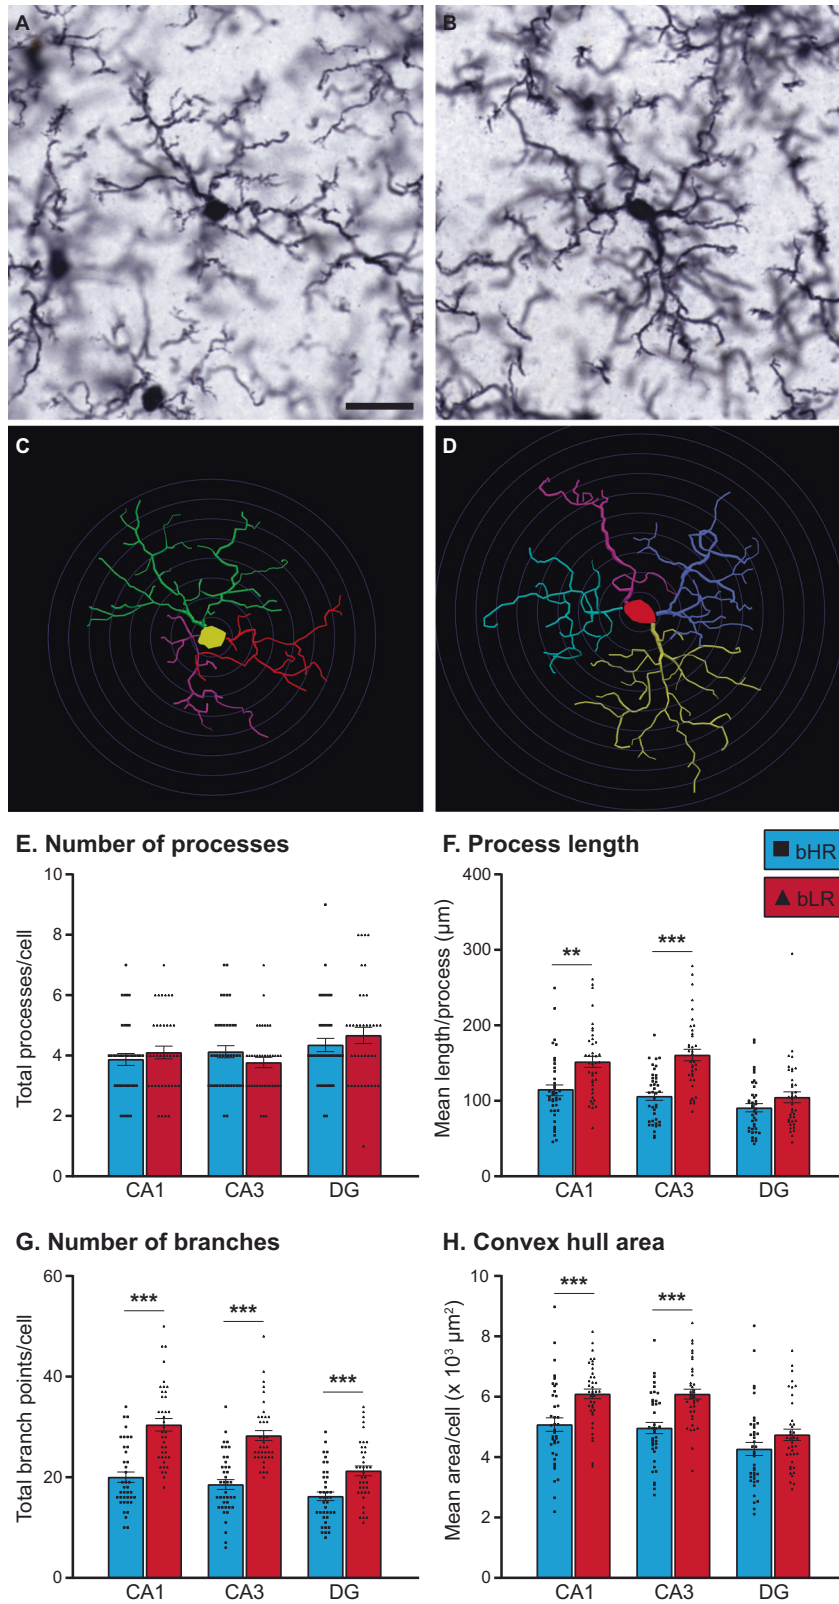 A
B
C
D
E. Number of processes
F. Process length
bHR
bLR
Total processes/cell
10
8
6
4
2
0
CA1
CA3
DG
Mean length/process (μm)
400
300
200
100
0
**
***
CA1
CA3
DG
G. Number of branches
H. Convex hull area
Total branch points/cell
60
40
20
0
***
***
***
CA1
CA3
DG
Mean area/cell (x 10³ μm²)
10
8
6
4
2
0
***
***
CA1
CA3
DG